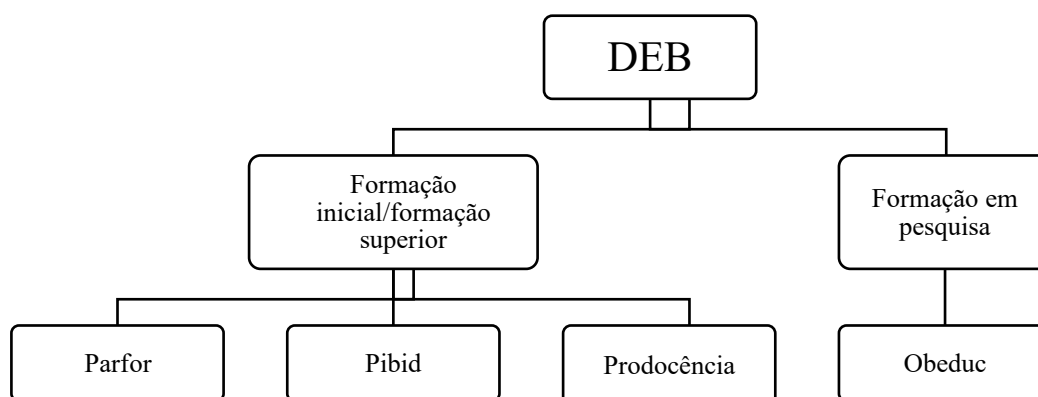 DEB
Formação
inicial/formação
superior
Formação em
pesquisa
Parfor
Pibid
Prodocência
Obeduc